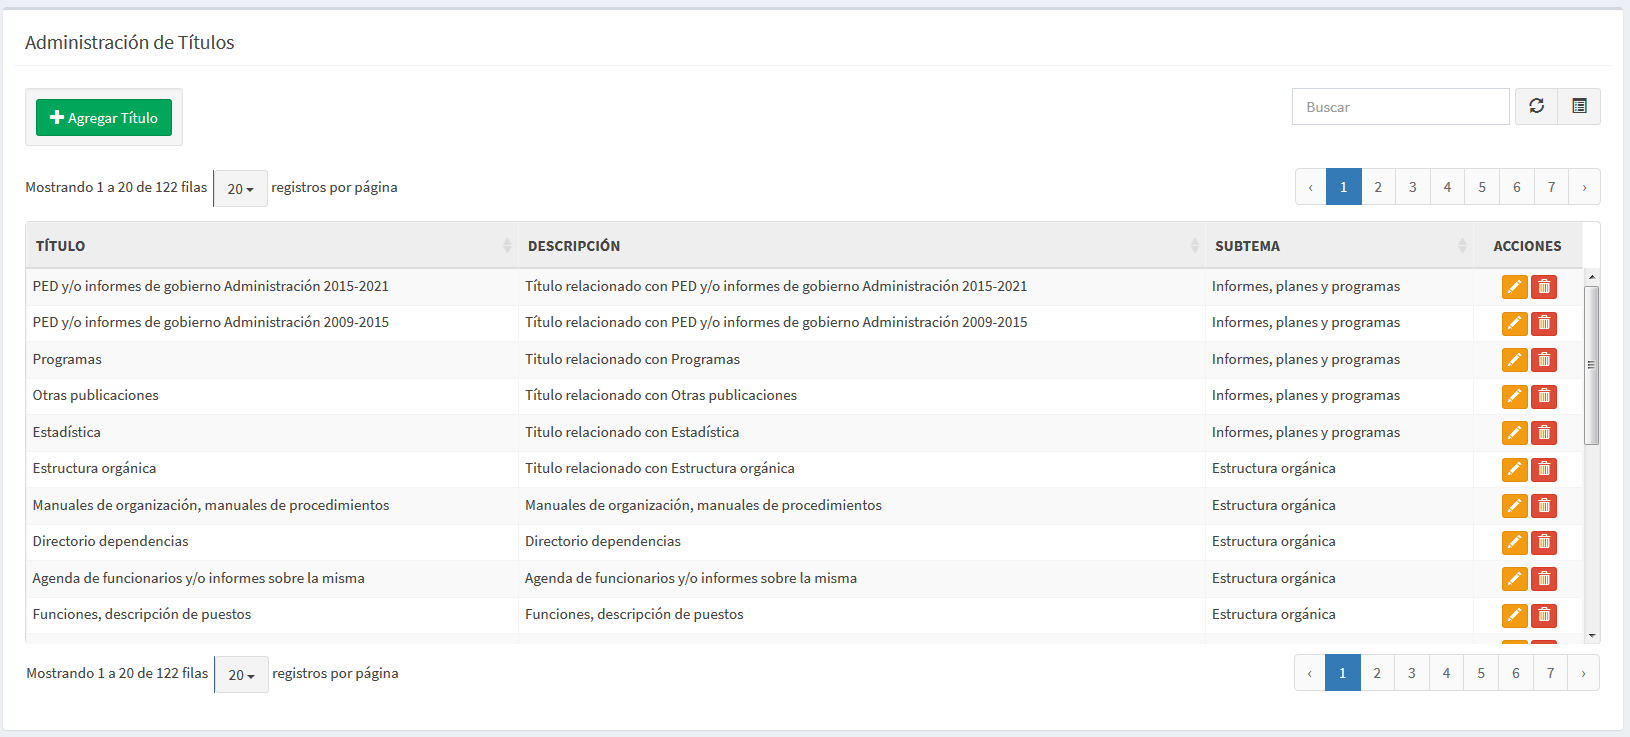 Administración de Títulos
Agregar Título
Buscar
Mostrando 1 a 20 de 122 filas 20 registros por página
‹ 1 2 3 4 5 6 7 ›
TÍTULO DESCRIPCIÓN SUBTEMA ACCIONES
PED y/o informes de gobierno Administración 2015-2021 Título relacionado con PED y/o informes de gobierno Administración 2015-2021 Informes, planes y programas
PED y/o informes de gobierno Administración 2009-2015 Título relacionado con PED y/o informes de gobierno Administración 2009-2015 Informes, planes y programas
Programas Titulo relacionado con Programas Informes, planes y programas
Otras publicaciones Título relacionado con Otras publicaciones Informes, planes y programas
Estadística Titulo relacionado con Estadística Informes, planes y programas
Estructura orgánica Titulo relacionado con Estructura orgánica Estructura orgánica
Manuales de organización, manuales de procedimientos Manuales de organización, manuales de procedimientos Estructura orgánica
Directorio dependencias Directorio dependencias Estructura orgánica
Agenda de funcionarios y/o informes sobre la misma Agenda de funcionarios y/o informes sobre la misma Estructura orgánica
Funciones, descripción de puestos Funciones, descripción de puestos Estructura orgánica
Mostrando 1 a 20 de 122 filas 20 registros por página
‹ 1 2 3 4 5 6 7 ›